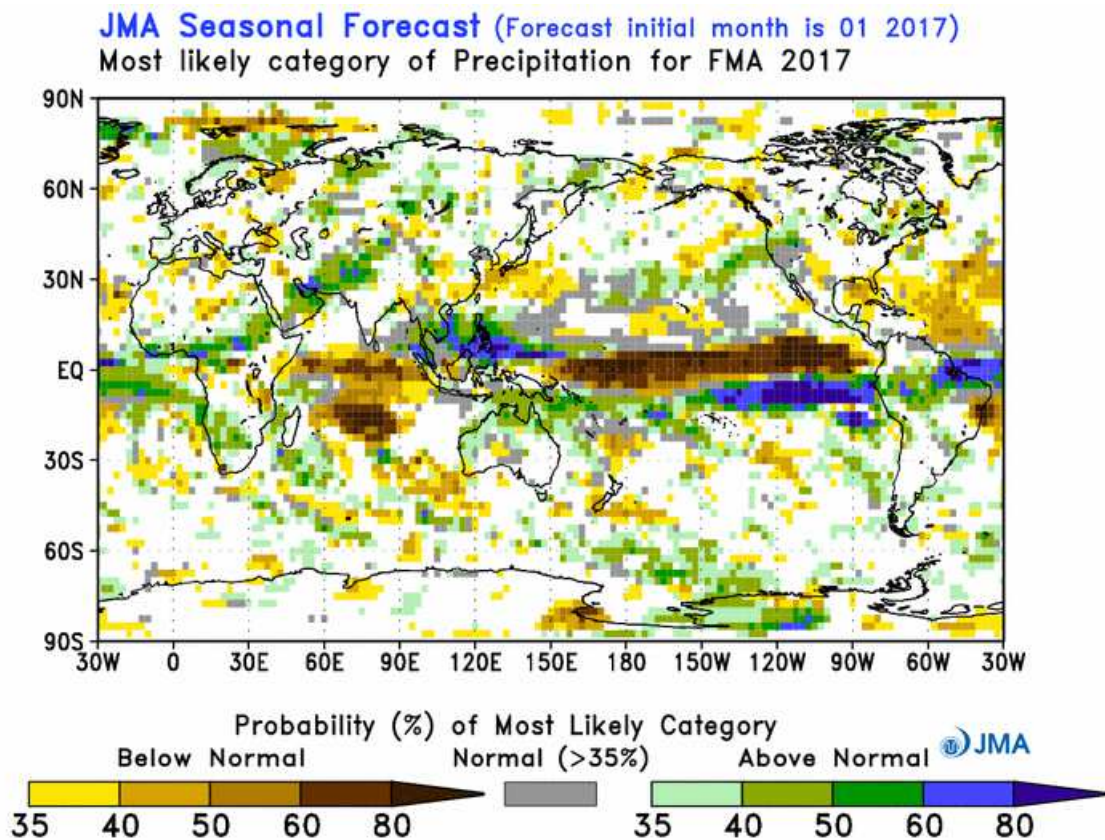 JMA Seasonal Forecast (Forecast initial month is 01 2017)
Most likely category of Precipitation for FMA 2017
90N
60N
30N
EQ
30S
60S
90S
30W 0 30E 60E 90E 120E 150E 180 150W 120W 90W 60W 30W
Probability (%) of Most Likely Category
Below Normal Normal (>35%) Above Normal
JMA
35 40 50 60 80 35 40 50 60 80